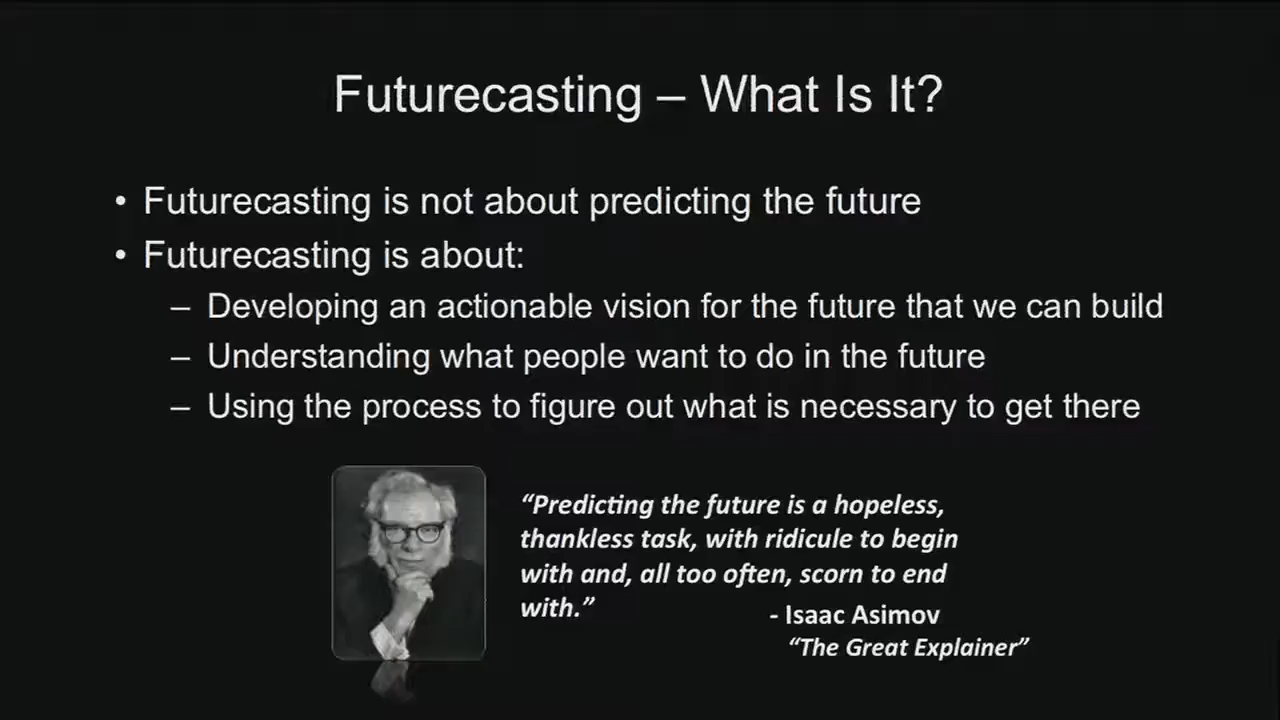 Futurecasting – What Is It?
• Futurecasting is not about predicting the future
• Futurecasting is about:
– Developing an actionable vision for the future that we can build
– Understanding what people want to do in the future
– Using the process to figure out what is necessary to get there
“Predicting the future is a hopeless,
thankless task, with ridicule to begin
with and, all too often, scorn to end
with.”
- Isaac Asimov
“The Great Explainer”